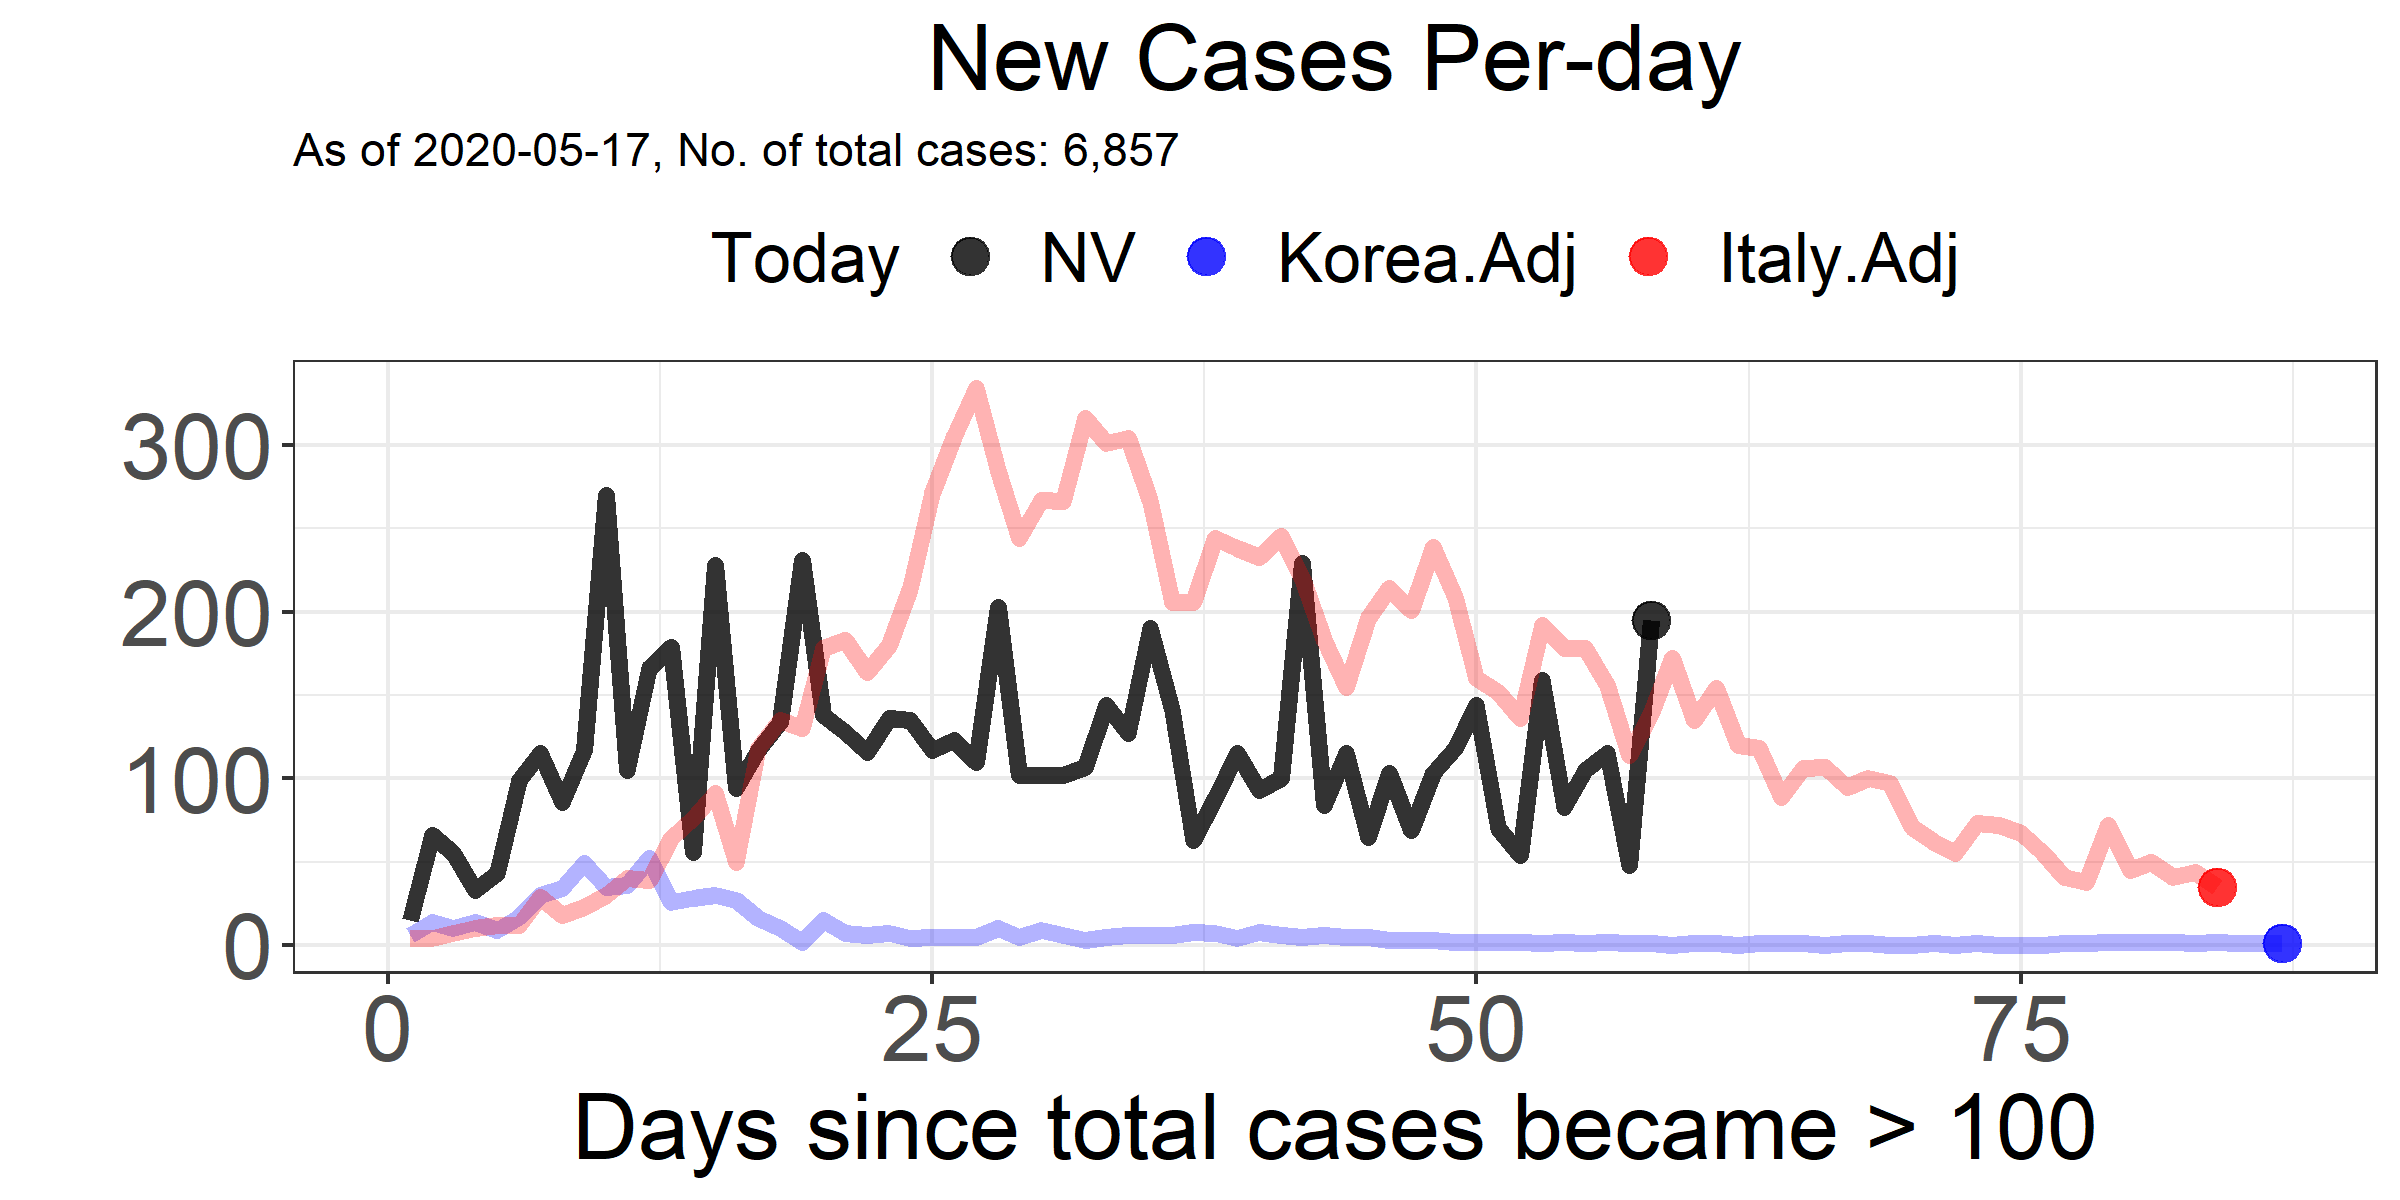 New Cases Per-day
As of 2020-05-17, No. of total cases: 6,857
Today NV Korea.Adj Italy.Adj
300
200
100
0
0 25 50 75
Days since total cases became > 100